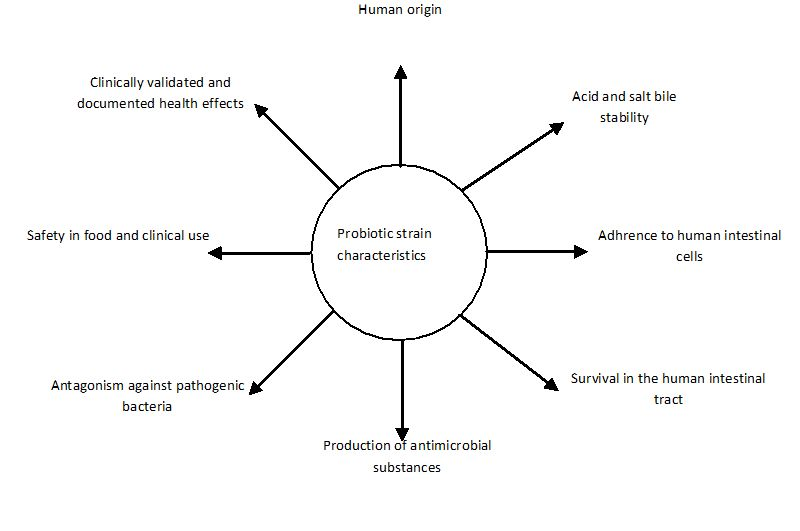 Human origin
Clinically validated and
documented health effects
Acid and salt bile
stability
Safety in food and clinical use
Probiotic strain
characteristics
Adhrence to human intestinal
cells
Antagonism against pathogenic
bacteria
Survival in the human intestinal
tract
Production of antimicrobial
substances